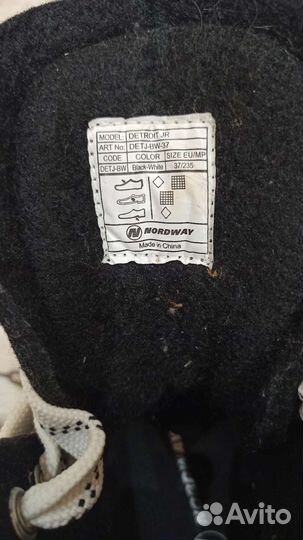 MODEL: DETROIT JR
ART No: DETJ-BW-37
CODE COLOR SIZE EU/MP
DETJ-BW Black-White 37/235
NORDWAY
Made in China
Avito